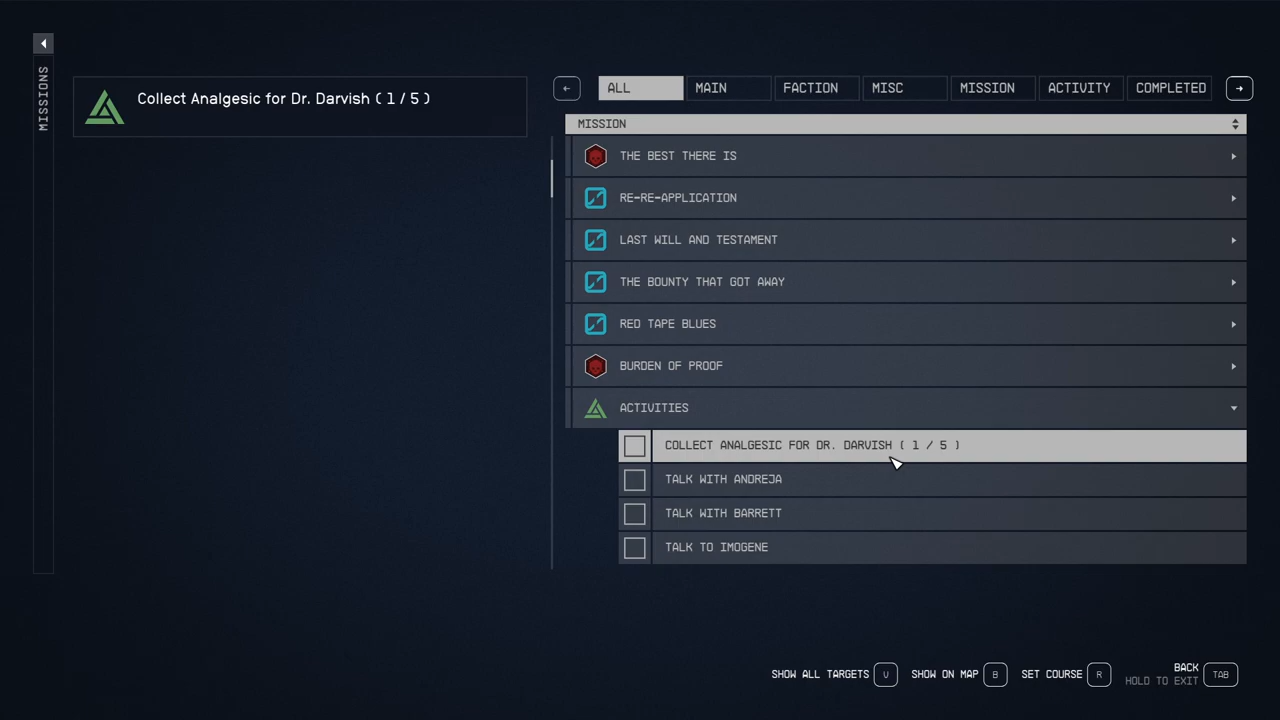 MISSIONS
Collect Analgesic for Dr. Darvish ( 1 / 5 )
ALL
MAIN
FACTION
MISC
MISSION
ACTIVITY
COMPLETED
MISSION
THE BEST THERE IS
RE-RE-APPLICATION
LAST WILL AND TESTAMENT
THE BOUNTY THAT GOT AWAY
RED TAPE BLUES
BURDEN OF PROOF
ACTIVITIES
COLLECT ANALGESIC FOR DR. DARVISH ( 1 / 5 )
TALK WITH ANDREJA
TALK WITH BARRETT
TALK TO IMOGENE
SHOW ALL TARGETS V SHOW ON MAP B SET COURSE R BACK TAB
HOLD TO EXIT